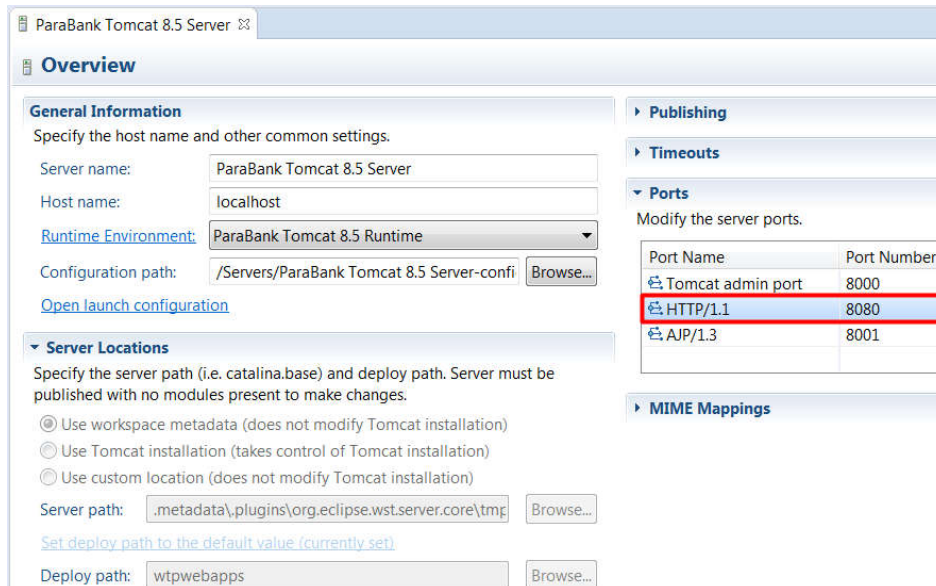 ParaBank Tomcat 8.5 Server
Overview
General Information
Specify the host name and other common settings.
Server name: ParaBank Tomcat 8.5 Server
Host name: localhost
Runtime Environment: ParaBank Tomcat 8.5 Runtime
Configuration path: /Servers/ParaBank Tomcat 8.5 Server-confi Browse...
Open launch configuration
Server Locations
Specify the server path (i.e. catalina.base) and deploy path. Server must be
published with no modules present to make changes.
Use workspace metadata (does not modify Tomcat installation)
Use Tomcat installation (takes control of Tomcat installation)
Use custom location (does not modify Tomcat installation)
Server path: .metadata\.plugins\org.eclipse.wst.server.core\tmp Browse...
Set deploy path to the default value (currently set)
Deploy path: wtpwebapps Browse...
Publishing
Timeouts
Ports
Modify the server ports.
Port Name Port Number
Tomcat admin port 8000
HTTP/1.1 8080
AJP/1.3 8001
MIME Mappings